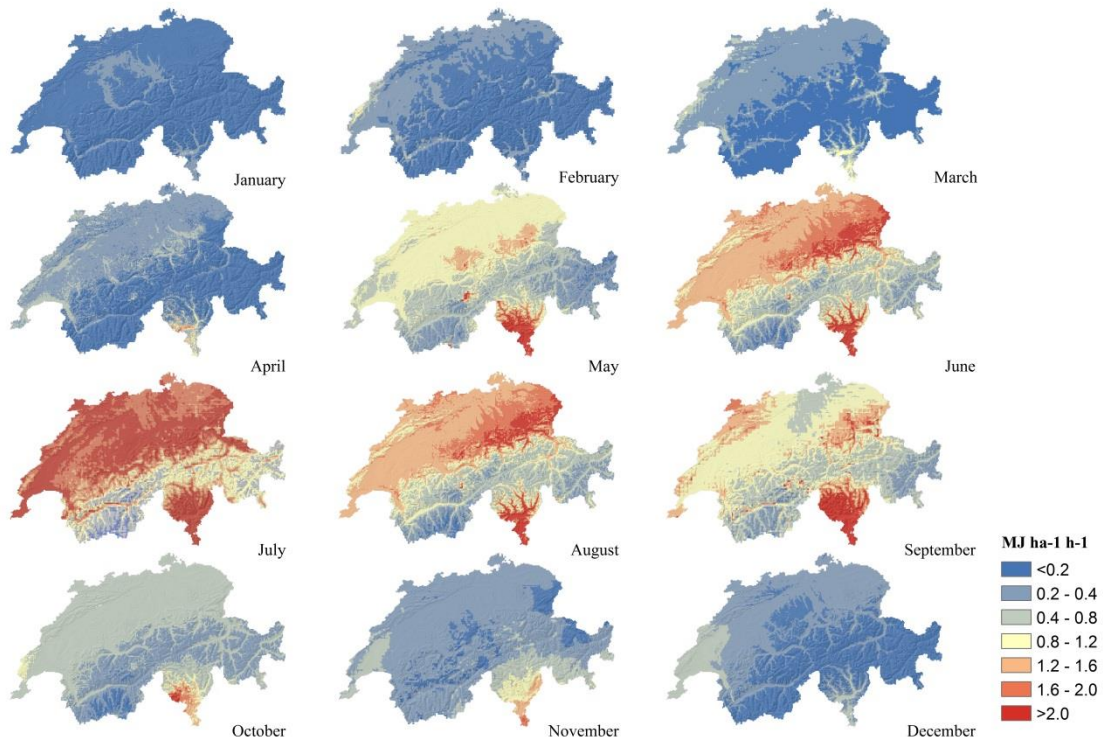 January
February
March
April
May
June
July
August
September
October
November
December
MJ ha-1 h-1
<0.2
0.2 - 0.4
0.4 - 0.8
0.8 - 1.2
1.2 - 1.6
1.6 - 2.0
>2.0